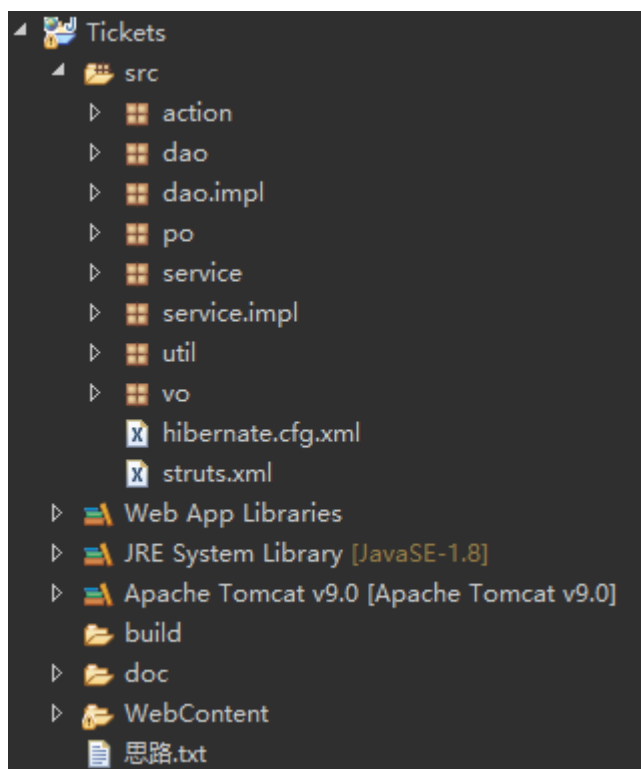 Tickets
src
action
dao
dao.impl
po
service
service.impl
util
vo
hibernate.cfg.xml
struts.xml
Web App Libraries
JRE System Library [JavaSE-1.8]
Apache Tomcat v9.0 [Apache Tomcat v9.0]
build
doc
WebContent
思路.txt